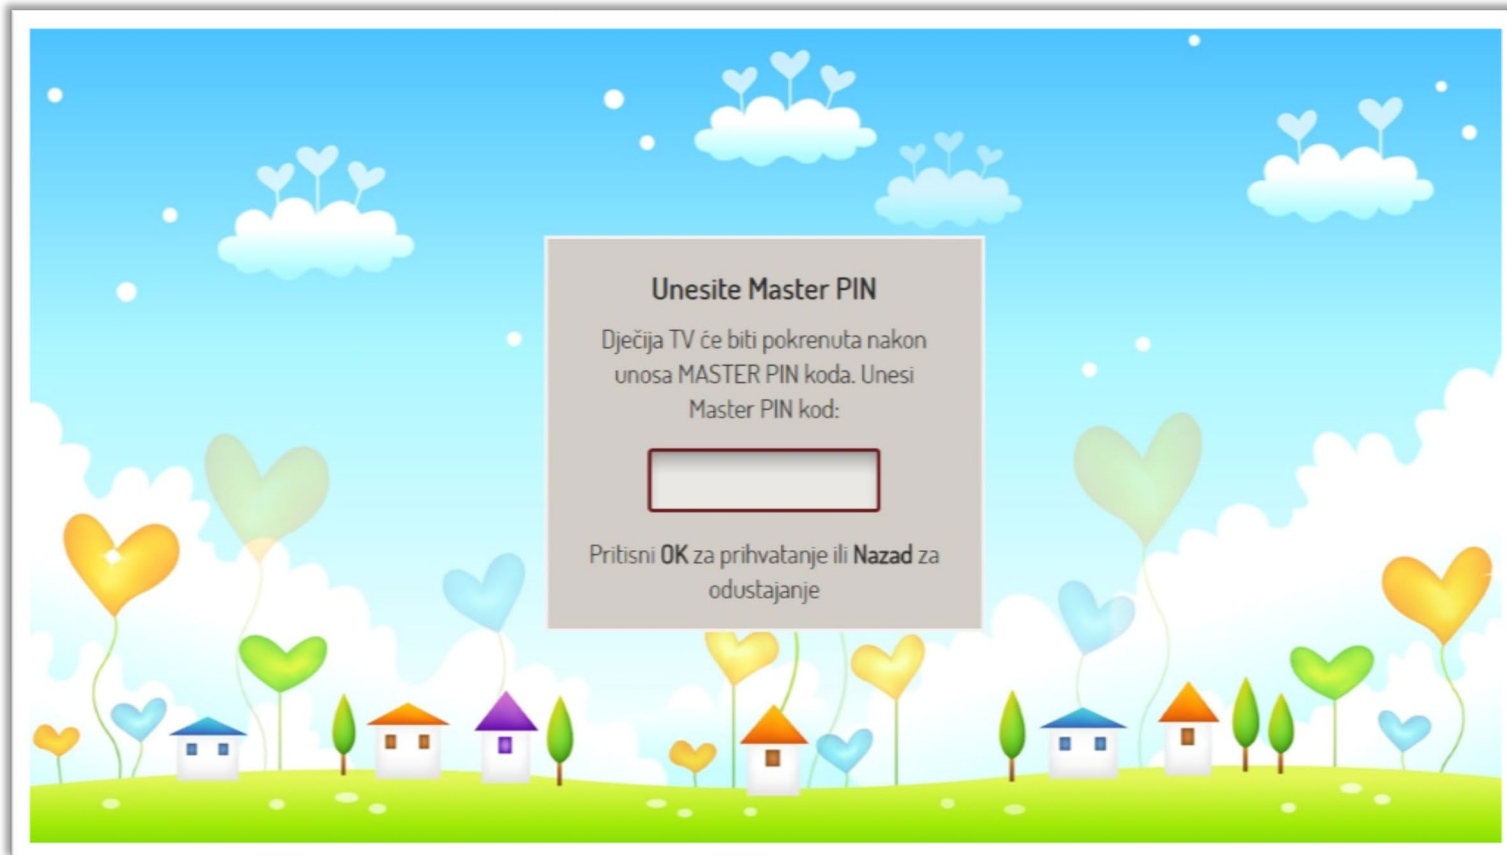 Unesite Master PIN
Dječija TV će biti pokrenuta nakon
unosa MASTER PIN koda. Unesi
Master PIN kod:
Pritisni OK za prihvatanje ili Nazad za
odustajanje